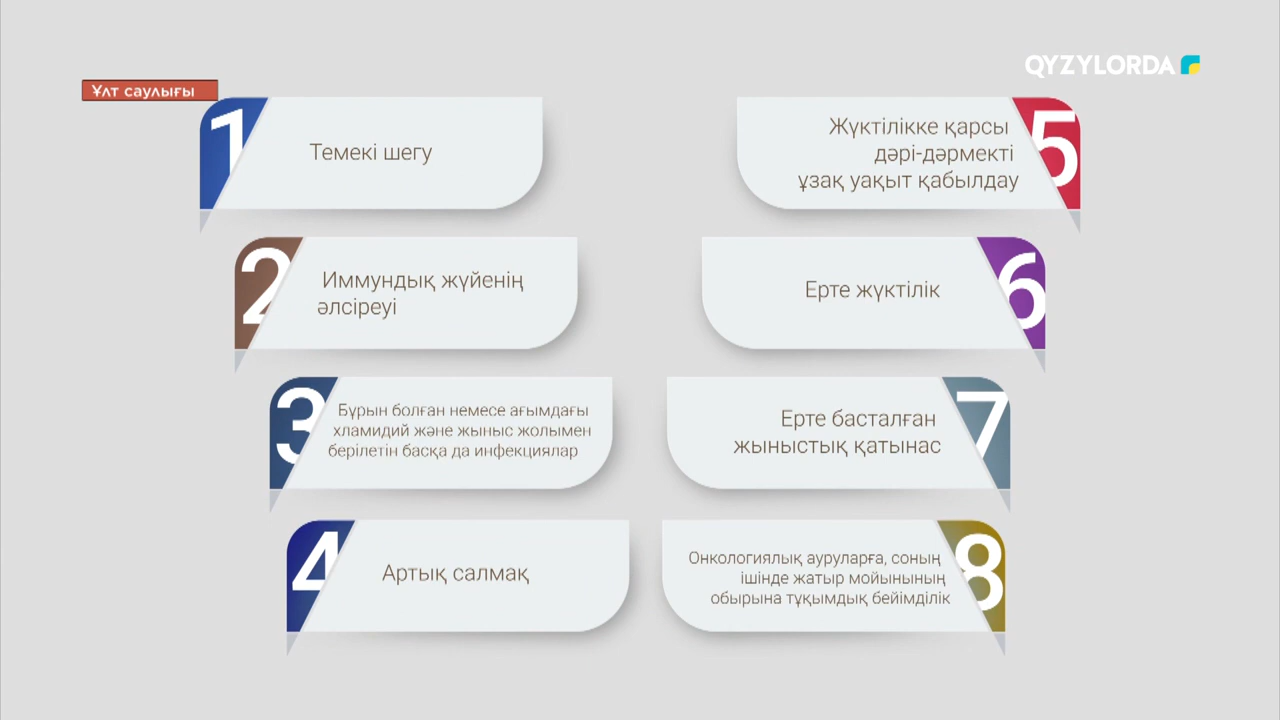 Ұлт саулығы
QYZYLORDA
1
Темекі шегу
2
Иммундық жүйенің
әлсіреуі
3
Бұрын болған немесе ағымдағы
хламидий және жыныс жолымен
берілетін басқа да инфекциялар
4
Артық салмақ
5
Жүктілікке қарсы
дәрі-дәрмекті
ұзақ уақыт қабылдау
6
Ерте жүктілік
7
Ерте басталған
жыныстық қатынас
8
Онкологиялық ауруларға, соның
ішінде жатыр мойынының
обырына тұқымдық бейімділік